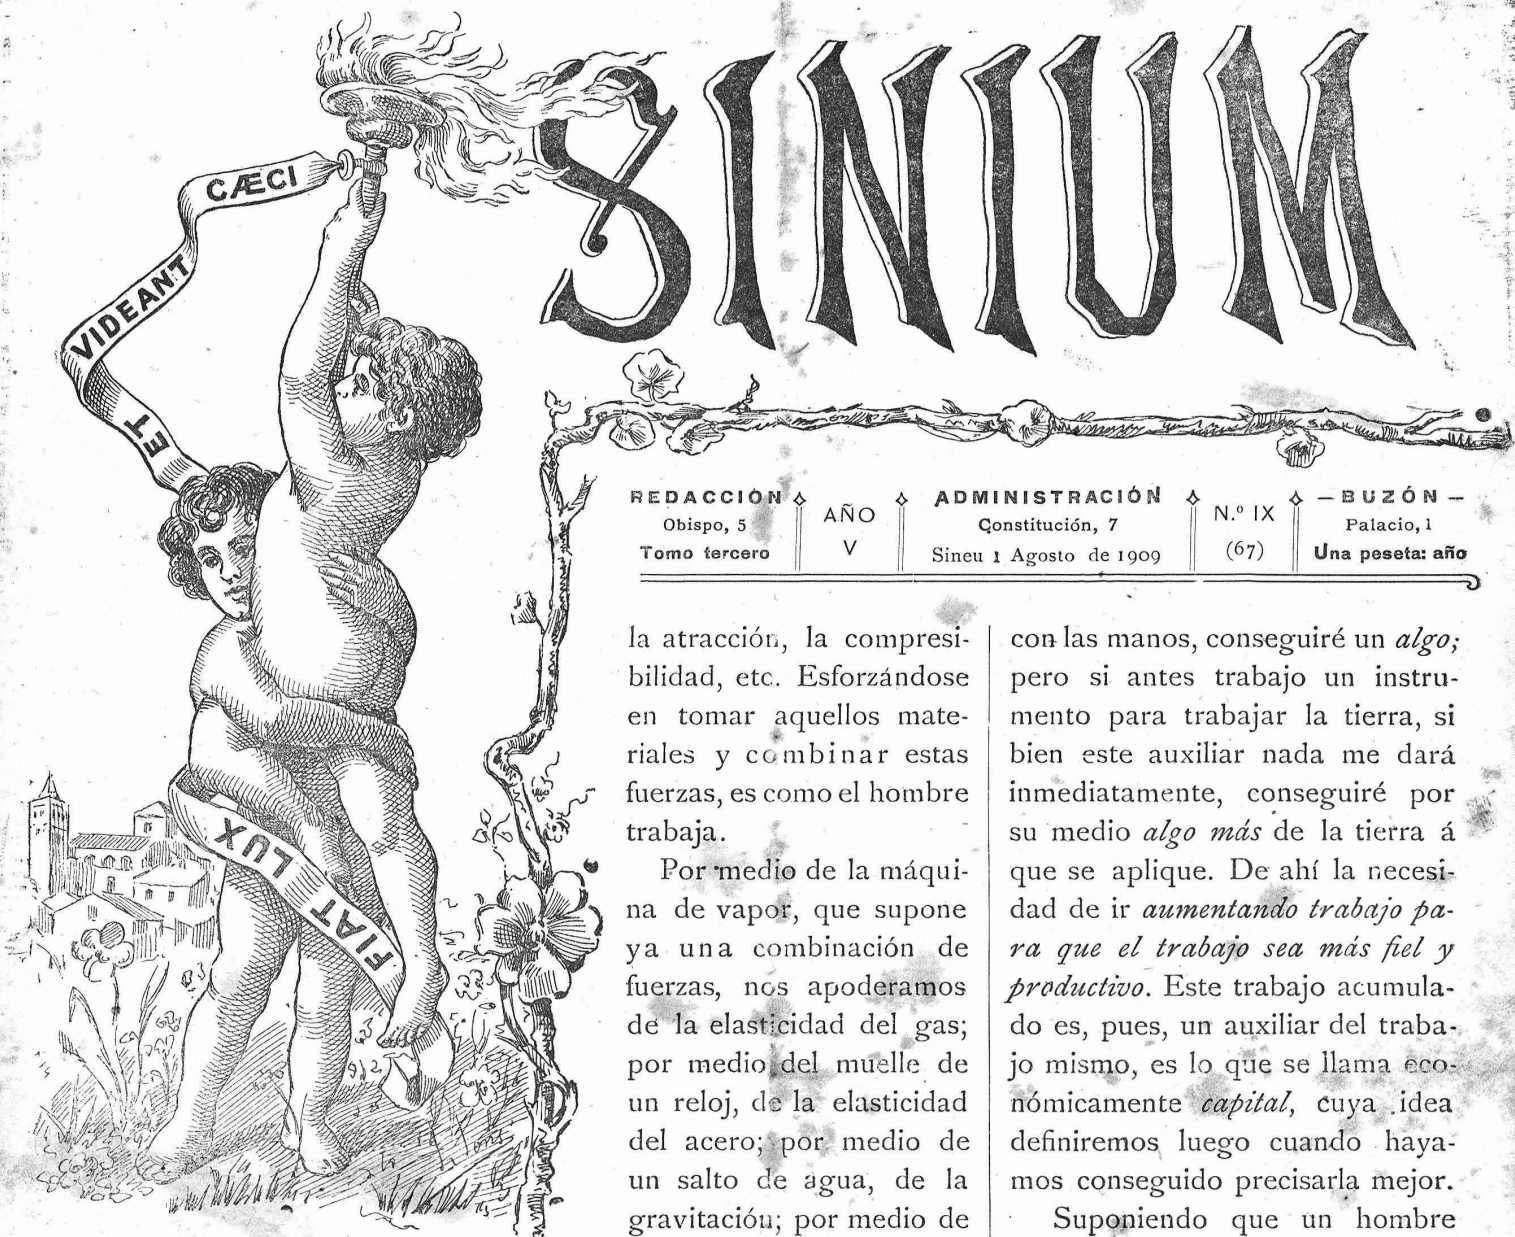 SINIUM
CÆCI
VIDEANT
ET
FIAT LUX
REDACCIÓN
Obispo, 5
Tomo tercero
AÑO
V
ADMINISTRACIÓN
Constitución, 7
Sineu 1 Agosto de 1909
N.º IX
(67)
— BUZÓN —
Palacio, 1
Una peseta: año
la atracción, la compresi-
bilidad, etc. Esforzándose
en tomar aquellos mate-
riales y combinar estas
fuerzas, es como el hombre
trabaja.
Por medio de la máqui-
na de vapor, que supone
ya una combinación de
fuerzas, nos apoderamos
de la elasticidad del gas;
por medio del muelle de
un reloj, de la elasticidad
del acero; por medio de
un salto de agua, de la
gravitación; por medio de
con las manos, conseguiré un algo;
pero si antes trabajo un instru-
mento para trabajar la tierra, si
bien este auxiliar nada me dará
inmediatamente, conseguiré por
su medio algo más de la tierra á
que se aplique. De ahí la necesi-
dad de ir aumentando trabajo pa-
ra que el trabajo sea más fiel y
productivo. Este trabajo acumula-
do es, pues, un auxiliar del traba-
jo mismo, es lo que se llama eco-
nómicamente capital, cuya idea
definiremos luego cuando haya-
mos conseguido precisarla mejor.
Suponiendo que un hombre